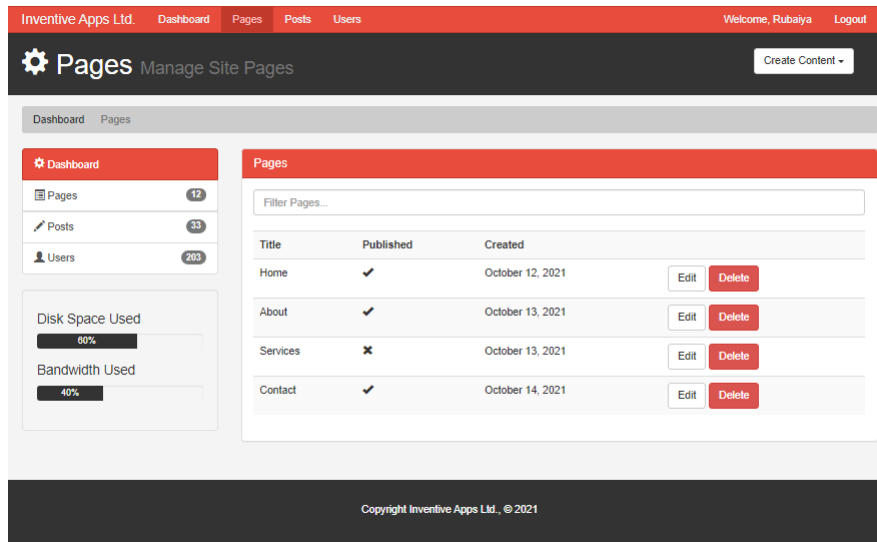 Inventive Apps Ltd. Dashboard Pages Posts Users Welcome, Rubaiya Logout
Pages Manage Site Pages Create Content
Dashboard Pages
Dashboard
Pages 12
Posts 33
Users 203
Disk Space Used
60%
Bandwidth Used
40%
Pages
Filter Pages...
Title Published Created
Home October 12, 2021 Edit Delete
About October 13, 2021 Edit Delete
Services October 13, 2021 Edit Delete
Contact October 14, 2021 Edit Delete
Copyright Inventive Apps Ltd., © 2021